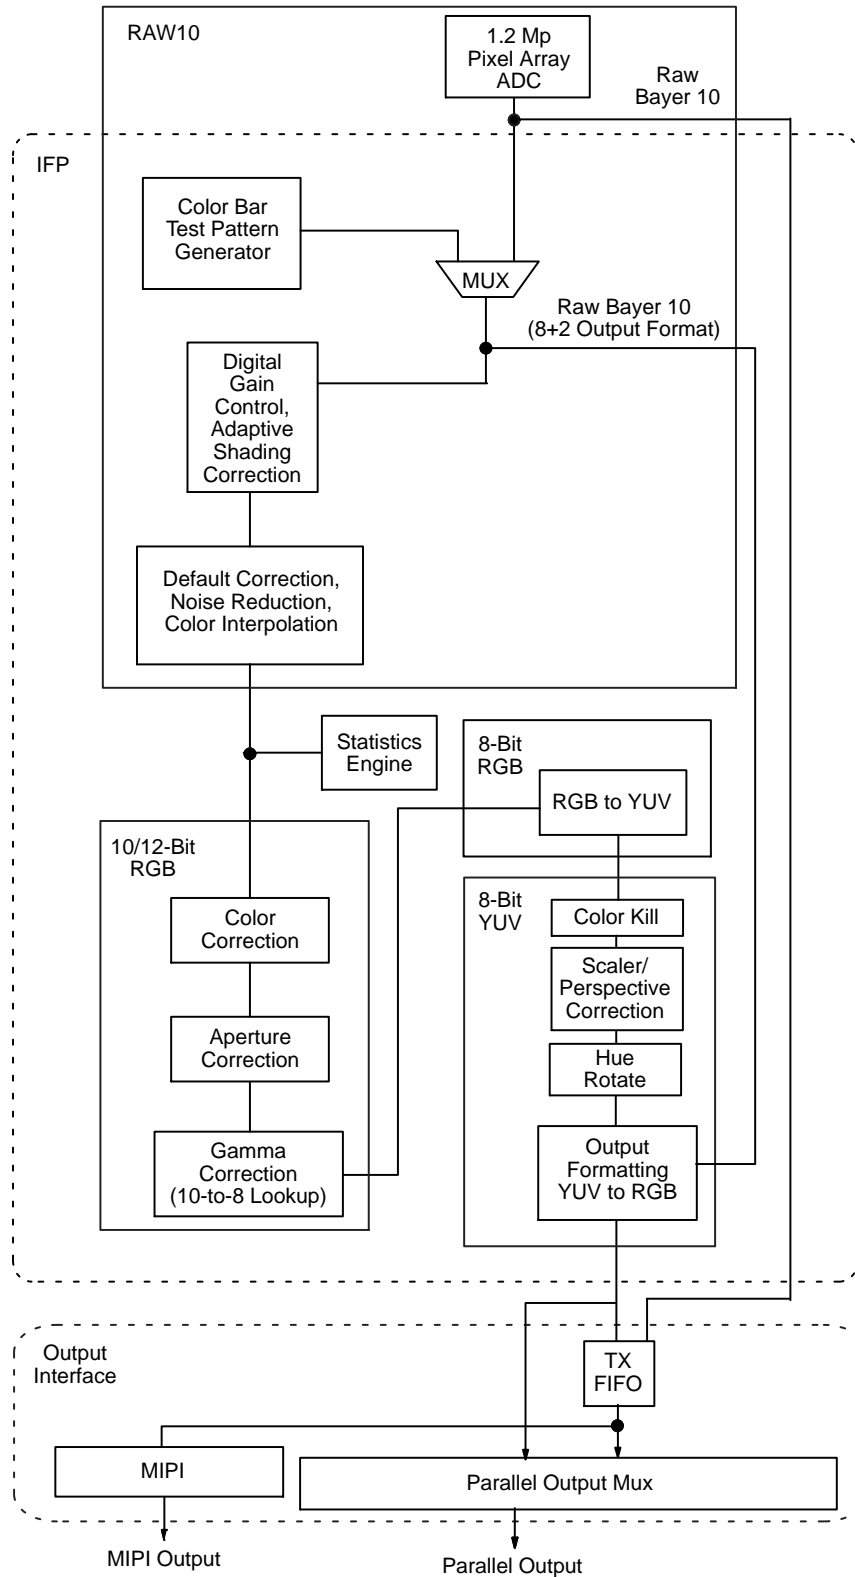 RAW10
1.2 Mp
Pixel Array
ADC
Raw
Bayer 10
IFP
Color Bar
Test Pattern
Generator
MUX
Raw Bayer 10
(8+2 Output Format)
Digital
Gain
Control,
Adaptive
Shading
Correction
Default Correction,
Noise Reduction,
Color Interpolation
Statistics
Engine
8-Bit
RGB
RGB to YUV
10/12-Bit
RGB
8-Bit
YUV
Color Kill
Color
Correction
Scaler/
Perspective
Correction
Aperture
Correction
Hue
Rotate
Gamma
Correction
(10-to-8 Lookup)
Output
Formatting
YUV to RGB
Output
Interface
TX
FIFO
MIPI
Parallel Output Mux
MIPI Output
Parallel Output